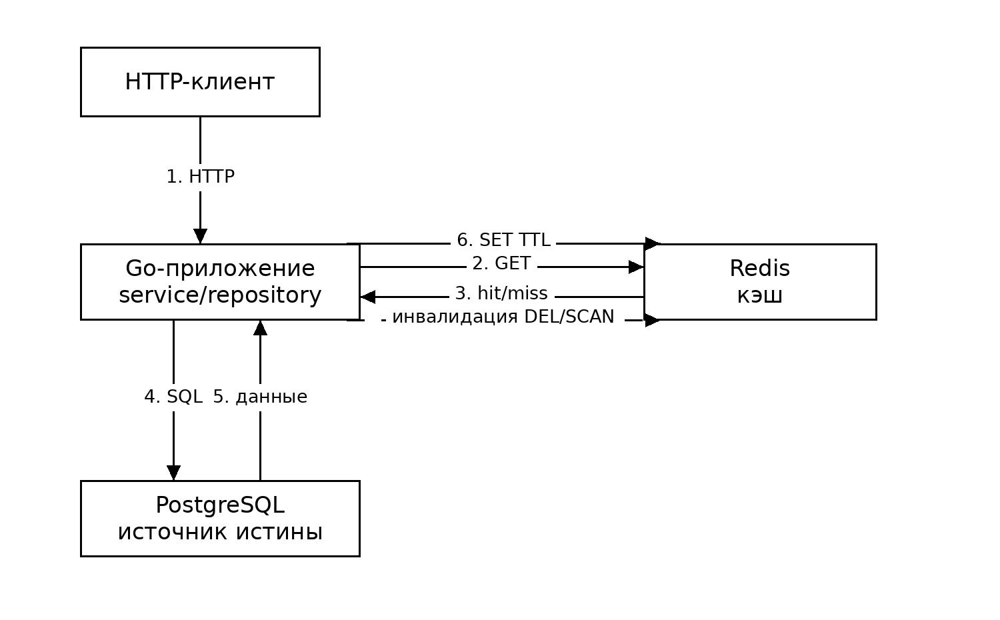 HTTP-клиент
1. HTTP
6. SET TTL
Go-приложение
service/repository
2. GET
Redis
кэш
3. hit/miss
инвалидация DEL/SCAN
4. SQL
5. данные
PostgreSQL
источник истины